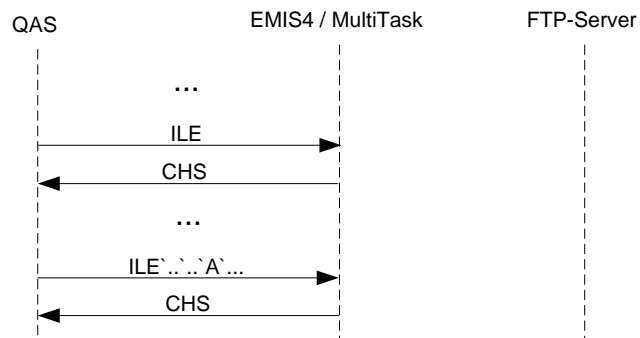 QAS
EMIS4 / MultiTask
FTP-Server
...
ILE
CHS
...
ILE`..`..`A`...
CHS